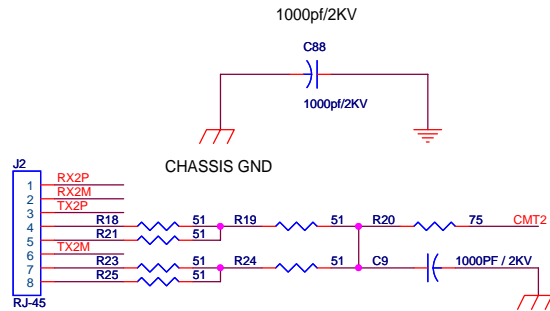 1000pf/2KV
C88
1000pf/2KV
CHASSIS GND
J2
1 RX2P
2 RX2M
3 TX2P
4 R18 51 R19 51 R20 75 CMT2
5 R21 51
6 TX2M
7 R23 51 R24 51 C9 1000PF / 2KV
8 R25 51
RJ-45